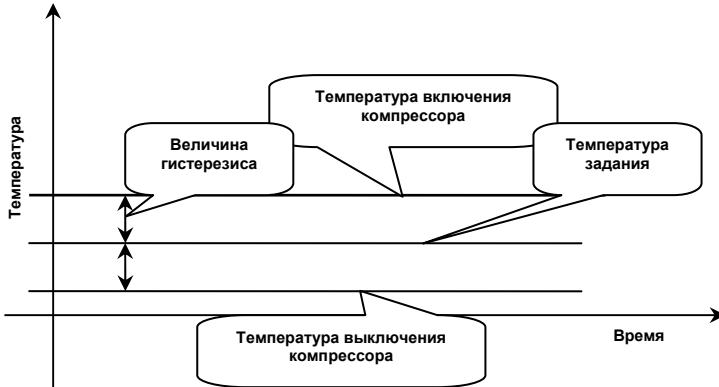 Температура включения
компрессора
Величина
гистерезиса
Температура
задания
Температура
Температура выключения
компрессора
Время